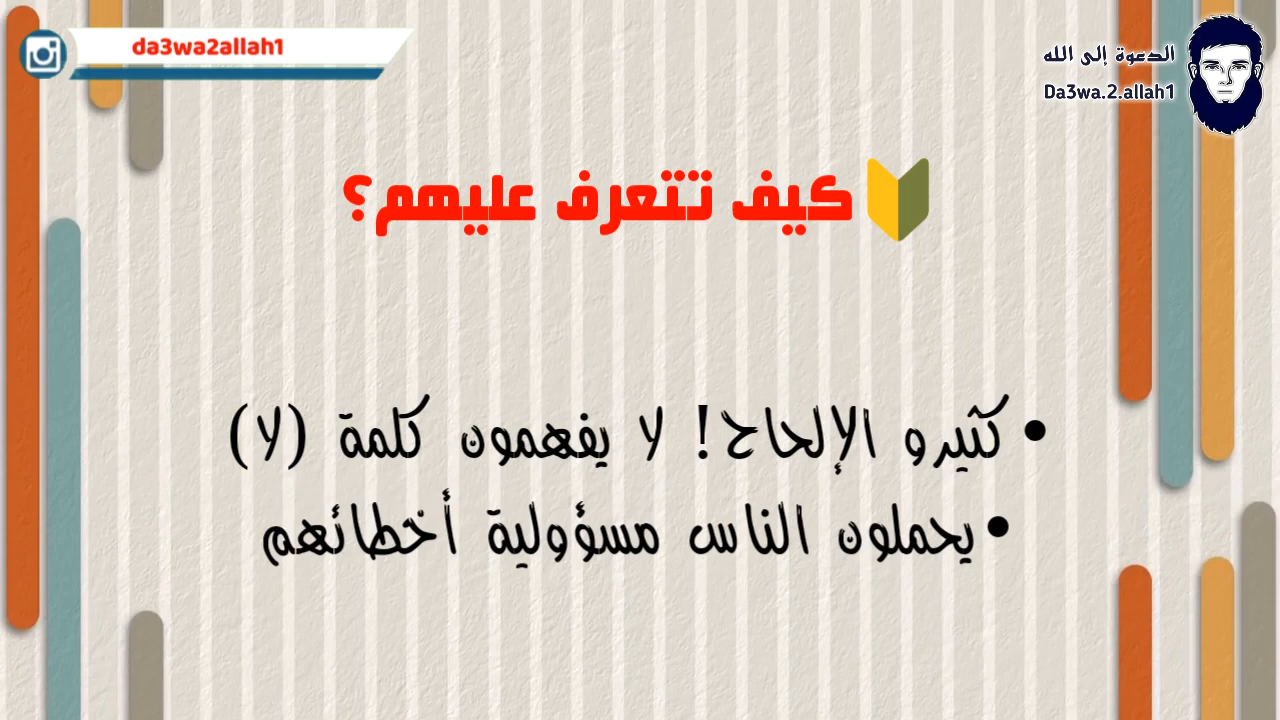 da3wa2allah1
الدعوة إلى الله
Da3wa.2.allah1
كيف تتعرف عليهم؟
• كثيرو الإلحاح! لا يفهمون كلمة (لا)
• يحملون الناس مسؤولية أخطائهم